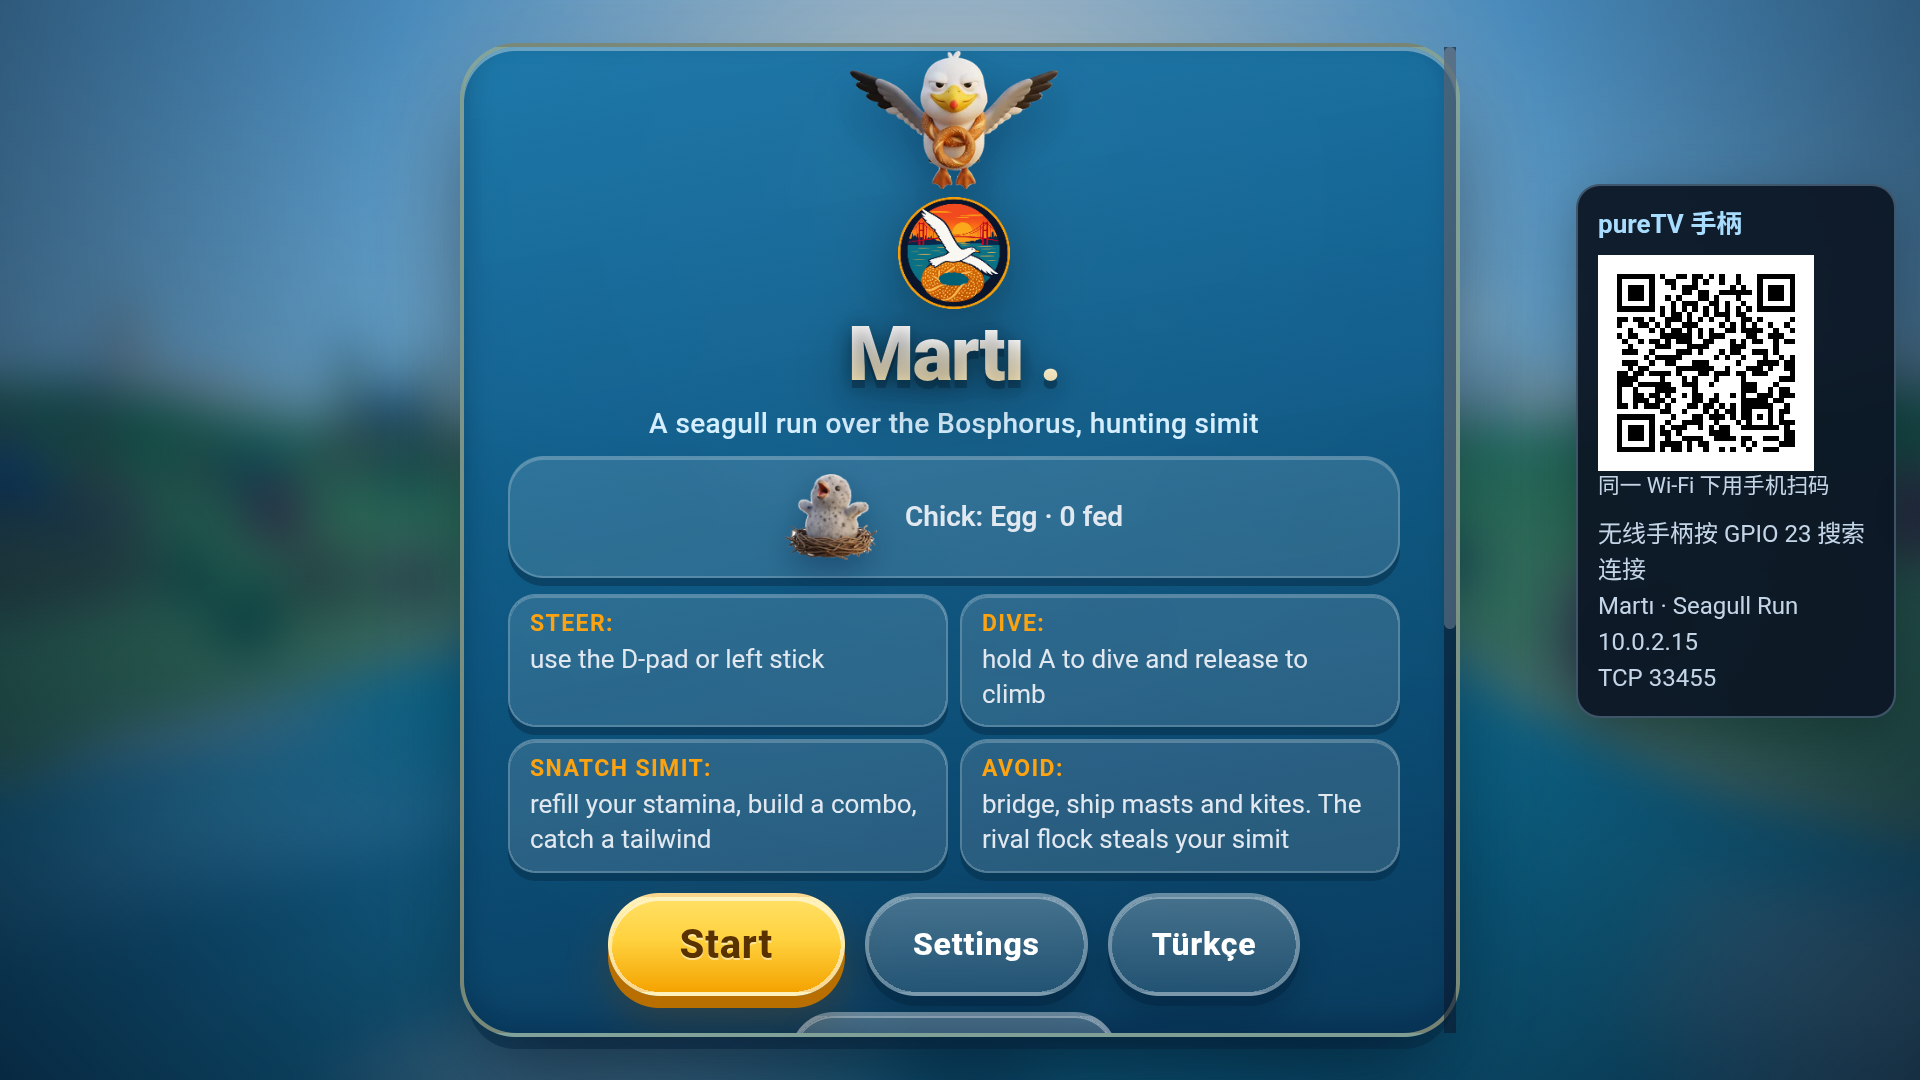 Martı .
A seagull run over the Bosphorus, hunting simit
Chick: Egg · 0 fed
STEER:
use the D-pad or left stick
DIVE:
hold A to dive and release to
climb
SNATCH SIMIT:
refill your stamina, build a combo,
catch a tailwind
AVOID:
bridge, ship masts and kites. The
rival flock steals your simit
Start
Settings
Türkçe
pureTV 手柄
同一 Wi-Fi 下用手机扫码
无线手柄按 GPIO 23 搜索
连接
Martı · Seagull Run
10.0.2.15
TCP 33455